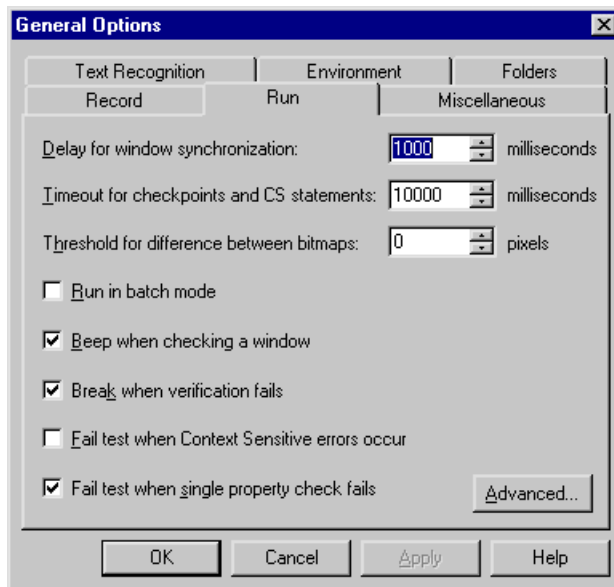 General Options
Text Recognition Environment Folders
Record Run Miscellaneous
Delay for window synchronization: 1000 milliseconds
Timeout for checkpoints and CS statements: 10000 milliseconds
Threshold for difference between bitmaps: 0 pixels
Run in batch mode
Beep when checking a window
Break when verification fails
Fail test when Context Sensitive errors occur
Fail test when single property check fails
Advanced...
OK Cancel Apply Help